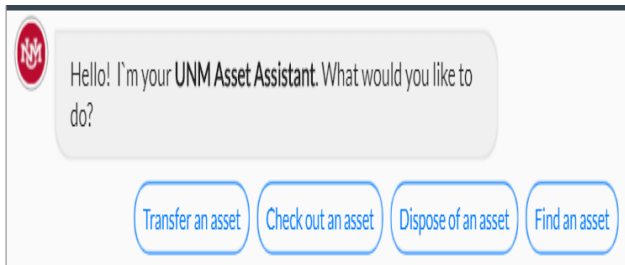 UNM
Hello! I`m your UNM Asset Assistant. What would you like to
do?
Transfer an asset Check out an asset Dispose of an asset Find an asset